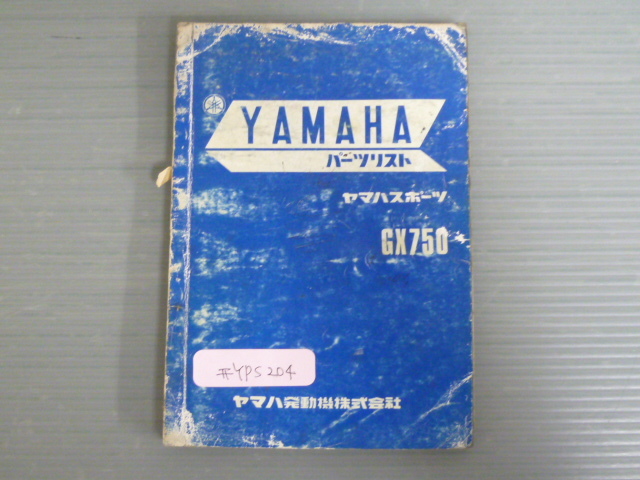 YAMAHA
パーツリスト
ヤマハスポーツ
GX750
#YPS204
ヤマハ発動機株式会社